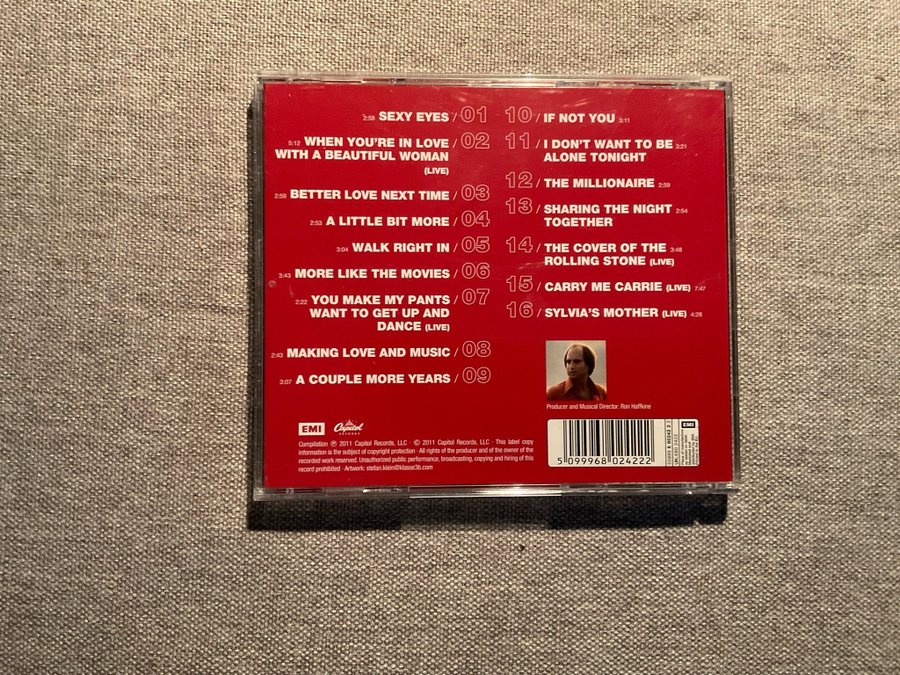 2:58 SEXY EYES / 01
5:12 WHEN YOU'RE IN LOVE / 02
WITH A BEAUTIFUL WOMAN
(LIVE)
2:59 BETTER LOVE NEXT TIME / 03
2:53 A LITTLE BIT MORE / 04
3:04 WALK RIGHT IN / 05
3:43 MORE LIKE THE MOVIES / 06
2:22 YOU MAKE MY PANTS / 07
WANT TO GET UP AND
DANCE (LIVE)
2:43 MAKING LOVE AND MUSIC / 08
3:07 A COUPLE MORE YEARS / 09
10 / IF NOT YOU 3:11
11 / I DON'T WANT TO BE 3:21
ALONE TONIGHT
12 / THE MILLIONAIRE 2:59
13 / SHARING THE NIGHT 2:54
TOGETHER
14 / THE COVER OF THE 3:48
ROLLING STONE (LIVE)
15 / CARRY ME CARRIE (LIVE) 7:47
16 / SYLVIA'S MOTHER (LIVE) 4:28
Producer and Musical Director: Ron Haffkine
EMI
Capitol
RECORDS
Compilation ℗ 2011 Capitol Records, LLC · © 2011 Capitol Records, LLC · This label copy
information is the subject of copyright protection · All rights of the producer and of the owner of the
recorded work reserved. Unauthorized public performance, broadcasting, copying and hiring of this
record prohibited · Artwork: stefan.klein@klasse3b.com
5 099968 024222
EMI